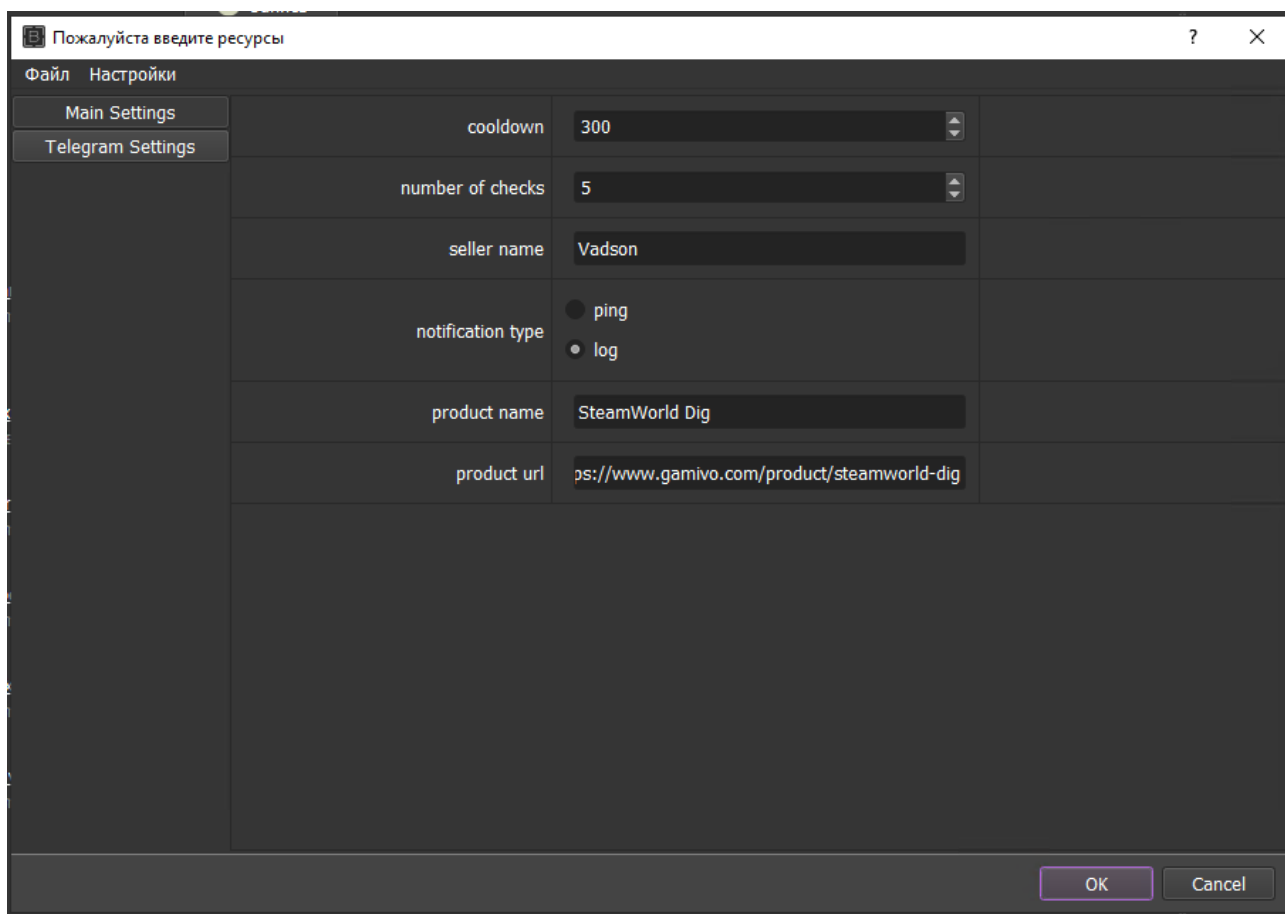 Пожалуйста введите ресурсы
?
Файл Настройки
Main Settings
Telegram Settings
cooldown 300
number of checks 5
seller name Vadson
notification type
ping
log
product name SteamWorld Dig
product url ps://www.gamivo.com/product/steamworld-dig
OK Cancel